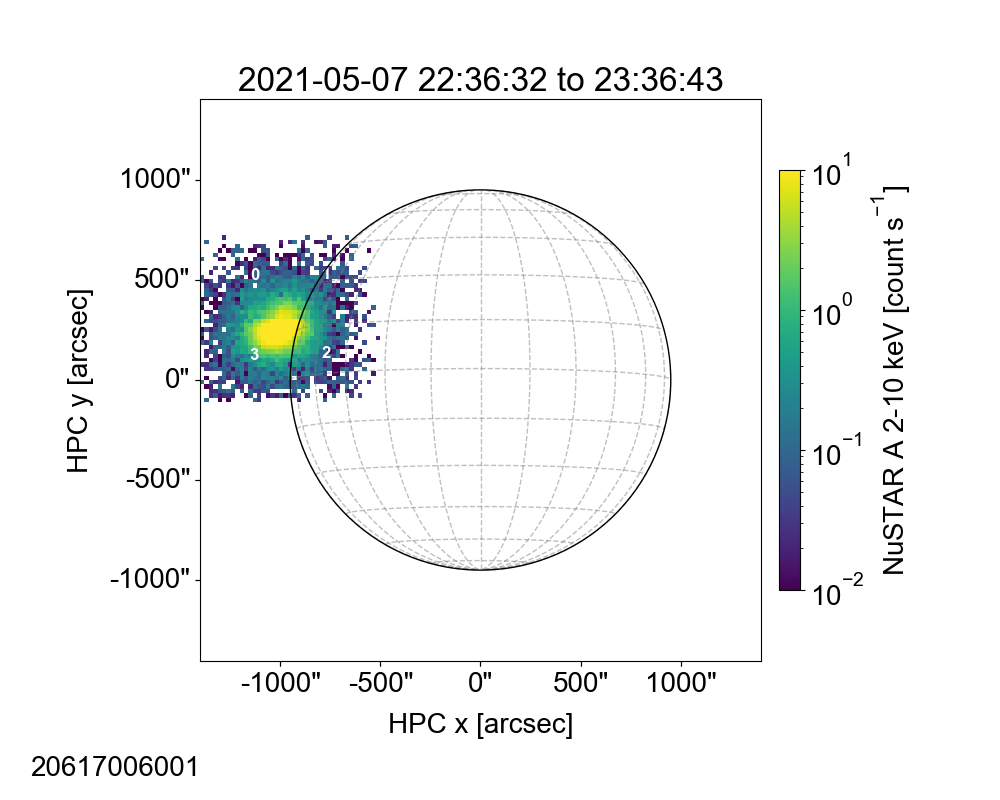 2021-05-07 22:36:32 to 23:36:43
1000"
500"
0"
-500"
-1000"
HPC y [arcsec]
0
1
3
2
-1000" -500" 0" 500" 1000"
HPC x [arcsec]
10^1
10^0
10^−1
10^−2
NuSTAR A 2-10 keV [count s^−1]
20617006001